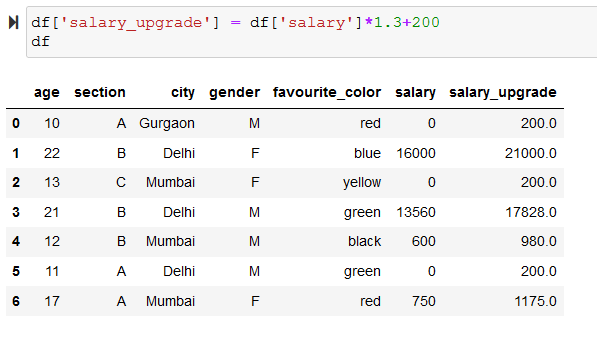 df['salary_upgrade'] = df['salary']*1.3+200
df
age section city gender favourite_color salary salary_upgrade
0 10 A Gurgaon M red 0 200.0
1 22 B Delhi F blue 16000 21000.0
2 13 C Mumbai F yellow 0 200.0
3 21 B Delhi M green 13560 17828.0
4 12 B Mumbai M black 600 980.0
5 11 A Delhi M green 0 200.0
6 17 A Mumbai F red 750 1175.0